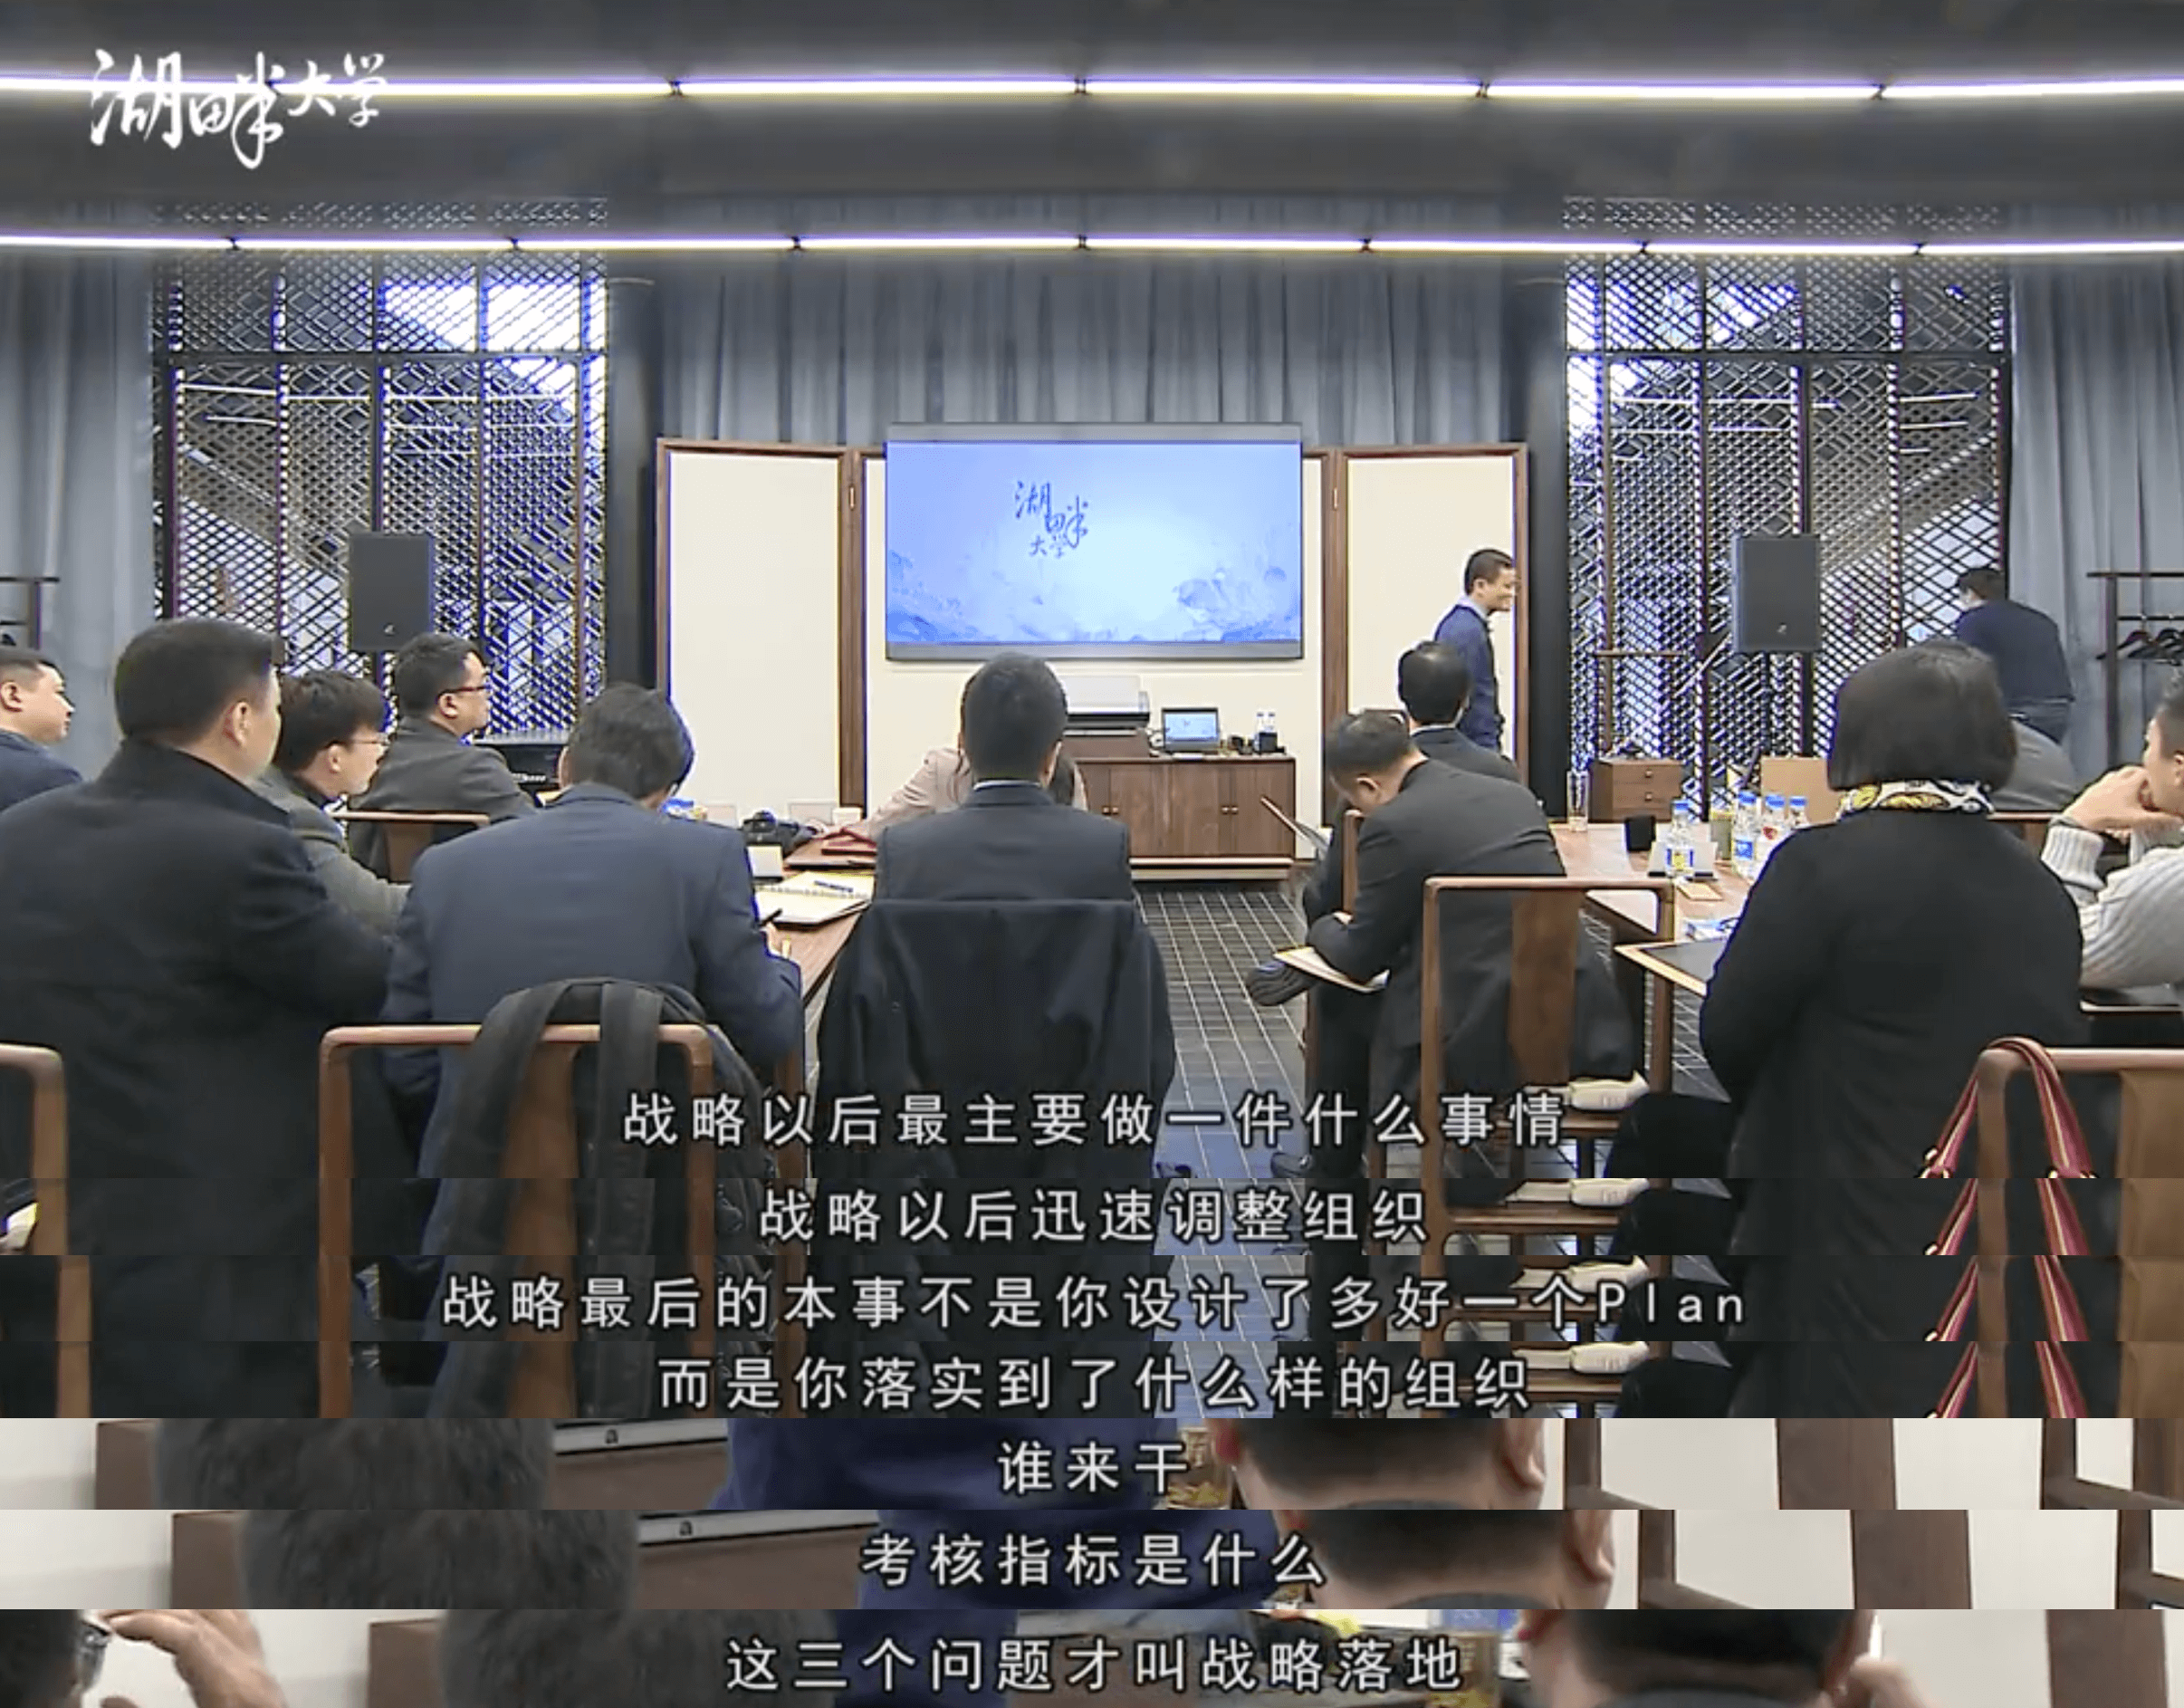 湖畔大学
湖畔
大学
战略以后最主要做一件什么事情
战略以后迅速调整组织
战略最后的本事不是你设计了多好一个Plan
而是你落实到了什么样的组织
a
谁来干
a
考核指标是什么
这三个问题才叫战略落地